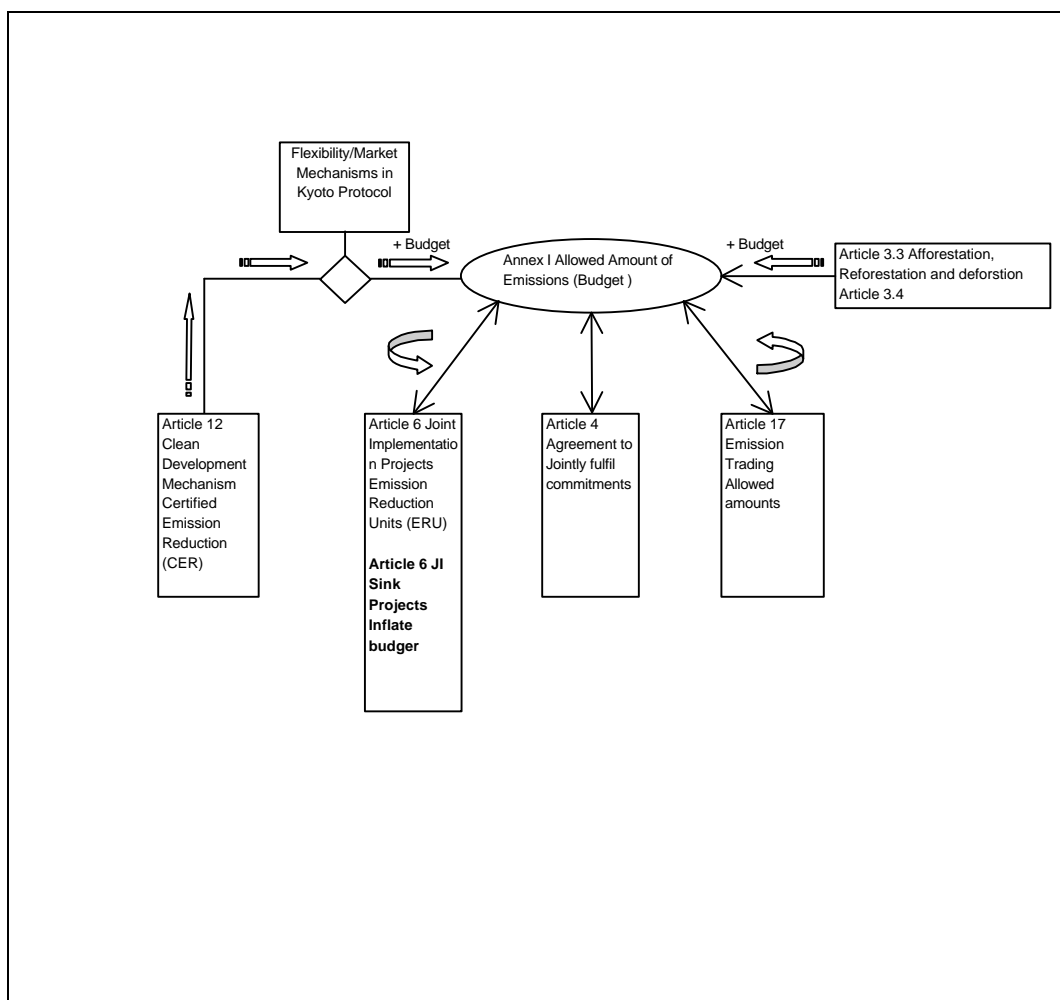 Flexibility/Market
Mechanisms in
Kyoto Protocol
+ Budget
Annex I Allowed Amount of
Emissions (Budget )
+ Budget
Article 3.3 Afforestation,
Reforestation and deforstion
Article 3.4
Article 12
Clean
Development
Mechanism
Certified
Emission
Reduction
(CER)
Article 6 Joint
Implementatio
n Projects
Emission
Reduction
Units (ERU)
Article 6 JI
Sink
Projects
Inflate
budger
Article 4
Agreement to
Jointly fulfil
commitments
Article 17
Emission
Trading
Allowed
amounts